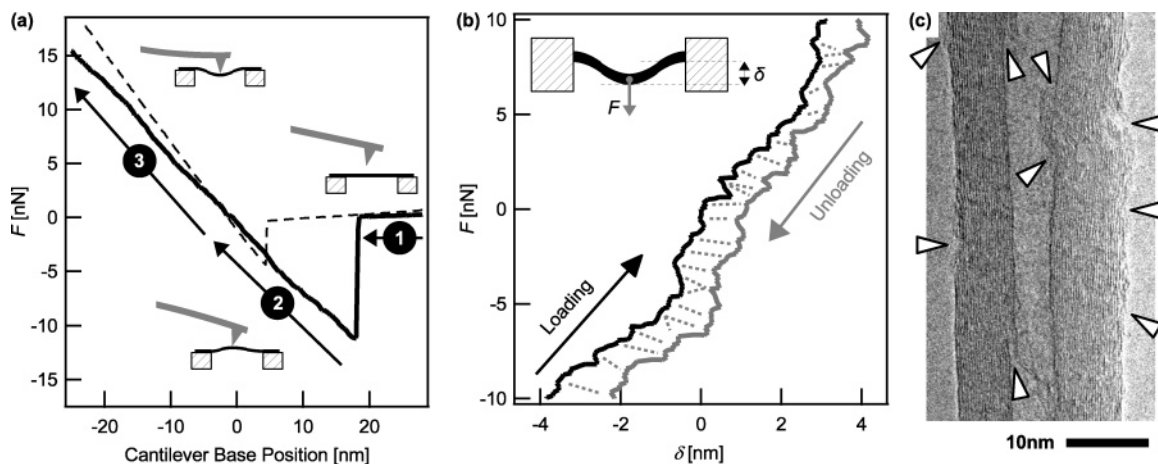 (a)
15
10
5
0
-5
-10
-15
F [nN]
3
1
2
-20
-10
0
10
20
Cantilever Base Position [nm]
(b)
10
5
0
-5
-10
F [nN]
δ
F
Unloading
Loading
-4
-2
0
2
4
δ [nm]
(c)
10nm